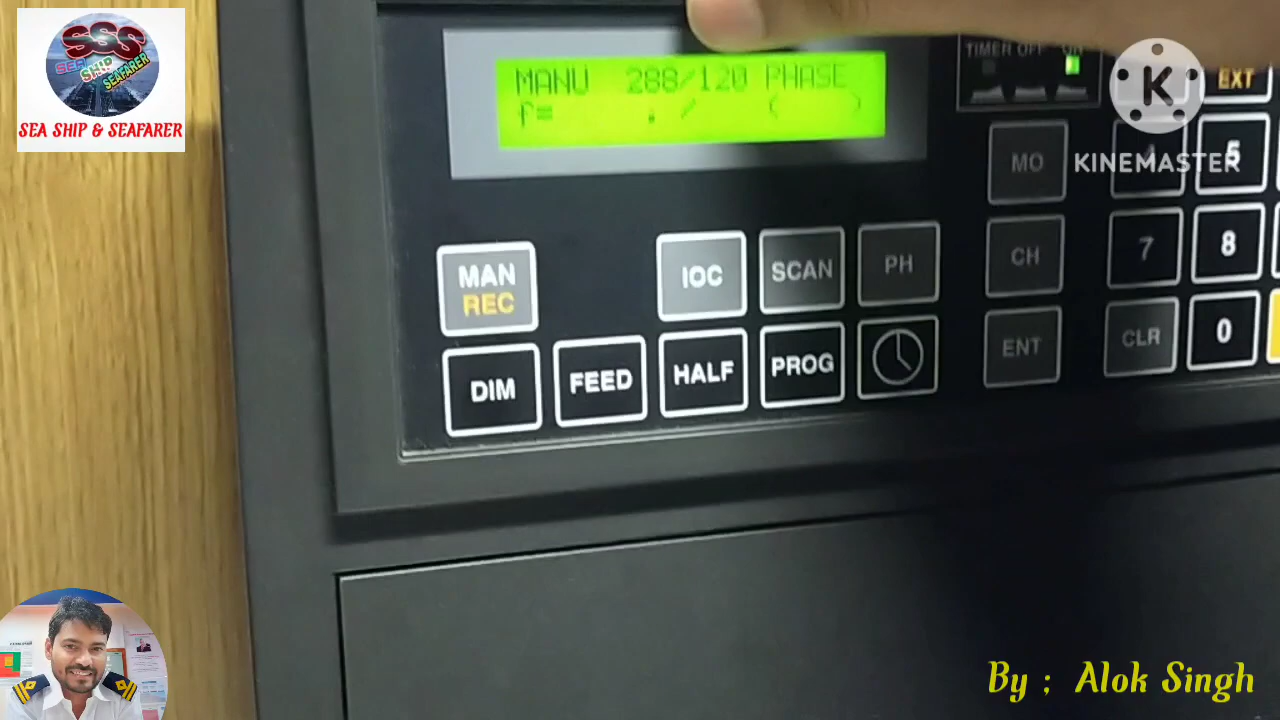 SSS
SEA
SHIP &
SEAFARER
SEA SHIP & SEAFARER
MANU 288/120 PHASE
f= . / ( )
TIMER OFF ON
EXT
K
KINEMASTER
MO
4
5
MAN
REC
IOC
SCAN
PH
CH
7
8
DIM
FEED
HALF
PROG
ENT
CLR
0
By ; Alok Singh